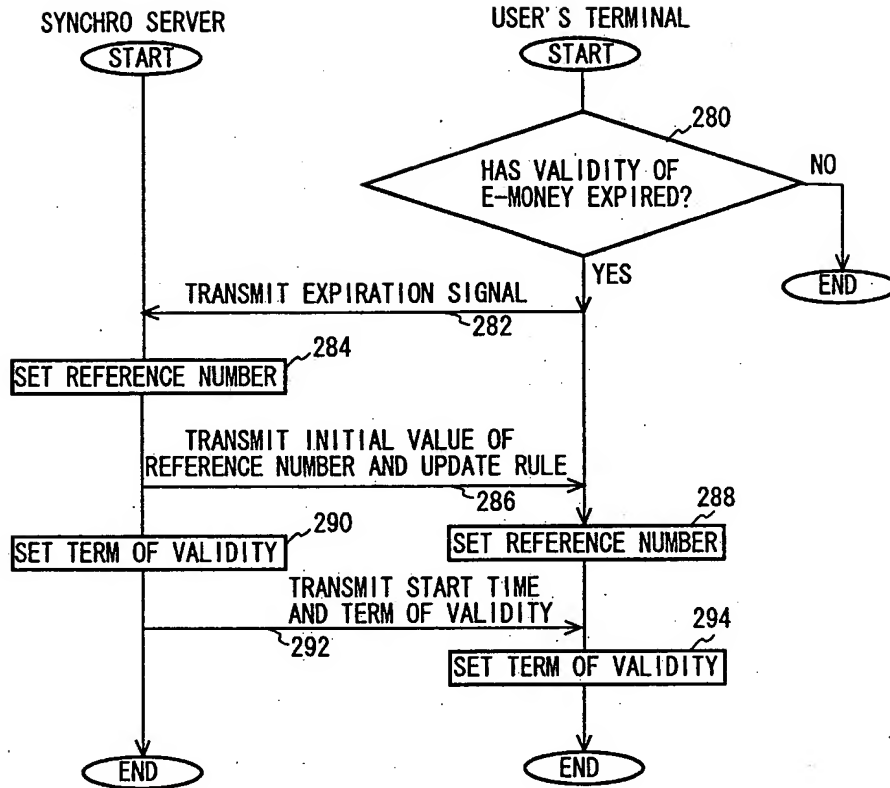 SYNCHRO SERVER
USER'S TERMINAL
START
START
280
HAS VALIDITY OF
E-MONEY EXPIRED?
NO
YES
END
TRANSMIT EXPIRATION SIGNAL
282
284
SET REFERENCE NUMBER
TRANSMIT INITIAL VALUE OF
REFERENCE NUMBER AND UPDATE RULE
286
288
290
SET REFERENCE NUMBER
SET TERM OF VALIDITY
TRANSMIT START TIME
AND TERM OF VALIDITY
292
294
SET TERM OF VALIDITY
END
END